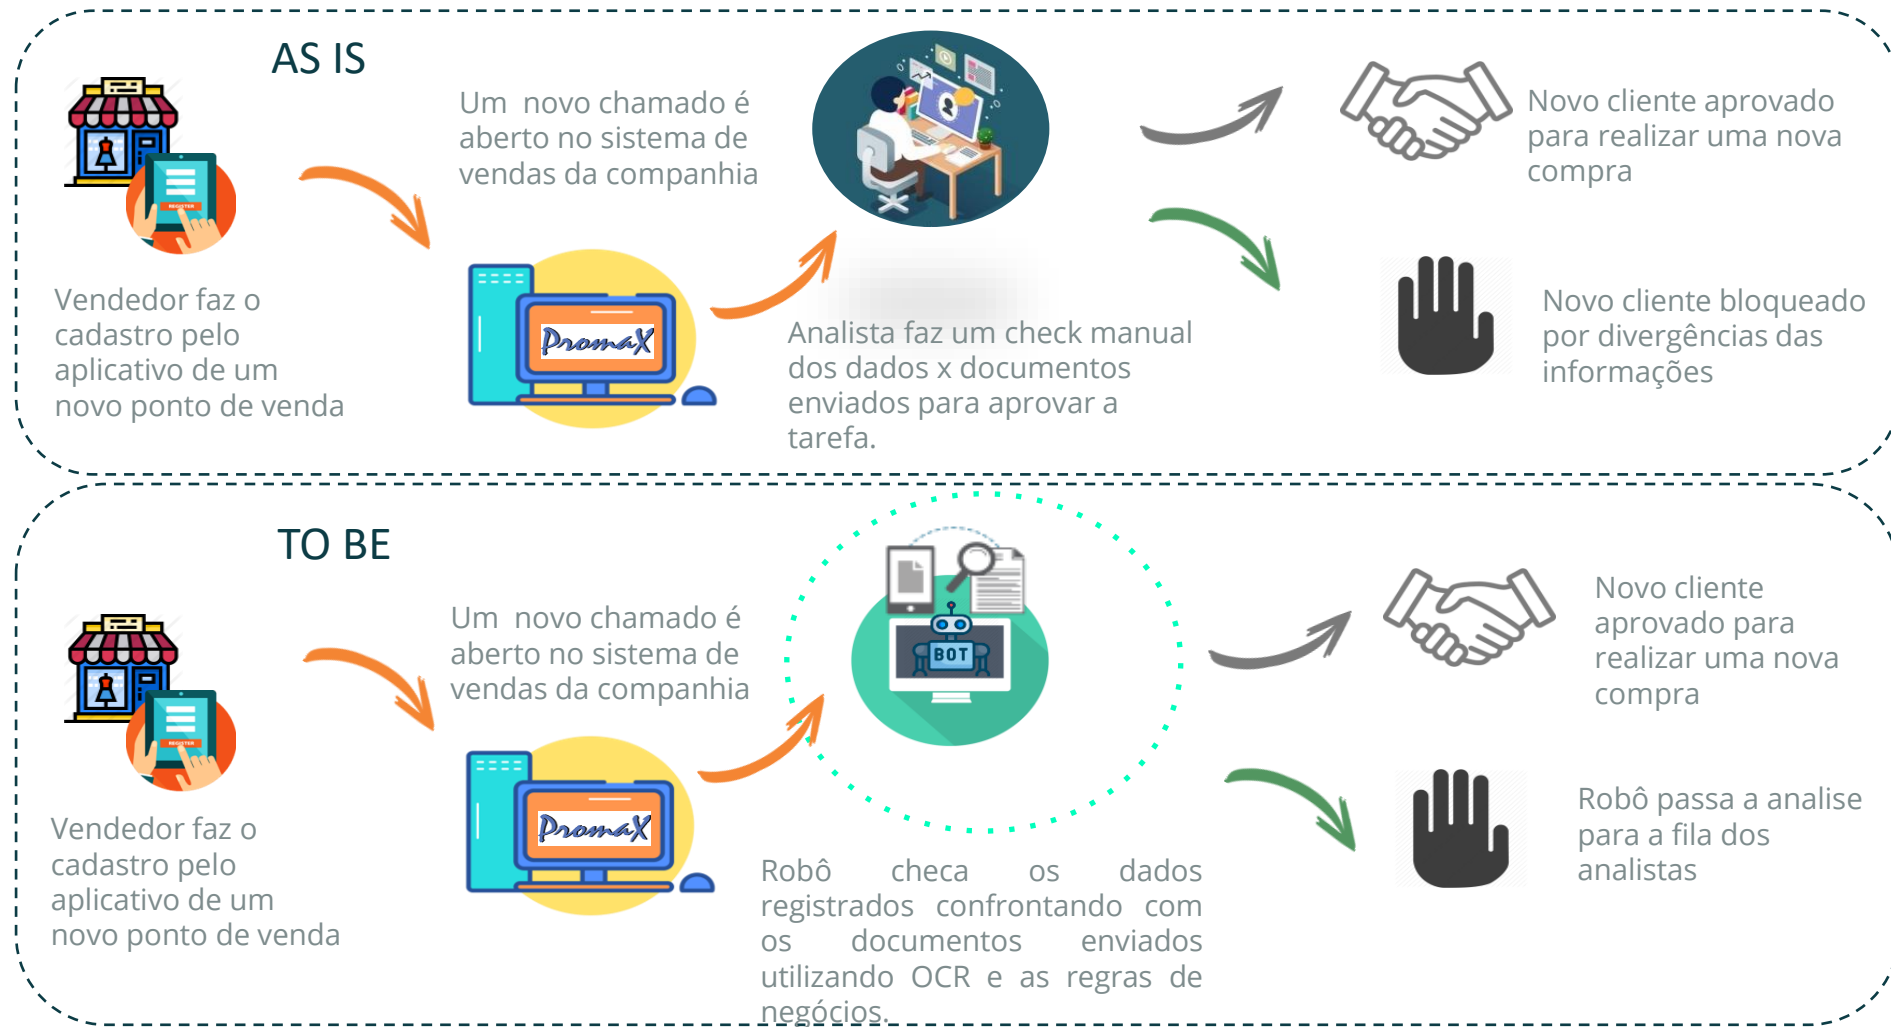 AS IS
Vendedor faz o
cadastro pelo
aplicativo de um
novo ponto de venda
REGISTER
Um novo chamado é
aberto no sistema de
vendas da companhia
PromaX
Analista faz um check manual
dos dados x documentos
enviados para aprovar a
tarefa.
Novo cliente aprovado
para realizar uma nova
compra
Novo cliente bloqueado
por divergências das
informações
TO BE
REGISTER
Vendedor faz o
cadastro pelo
aplicativo de um
novo ponto de venda
Um novo chamado é
aberto no sistema de
vendas da companhia
PromaX
BOT
Robô checa os dados
registrados confrontando com
os documentos enviados
utilizando OCR e as regras de
negócios.
Novo cliente
aprovado para
realizar uma nova
compra
Robô passa a analise
para a fila dos
analistas